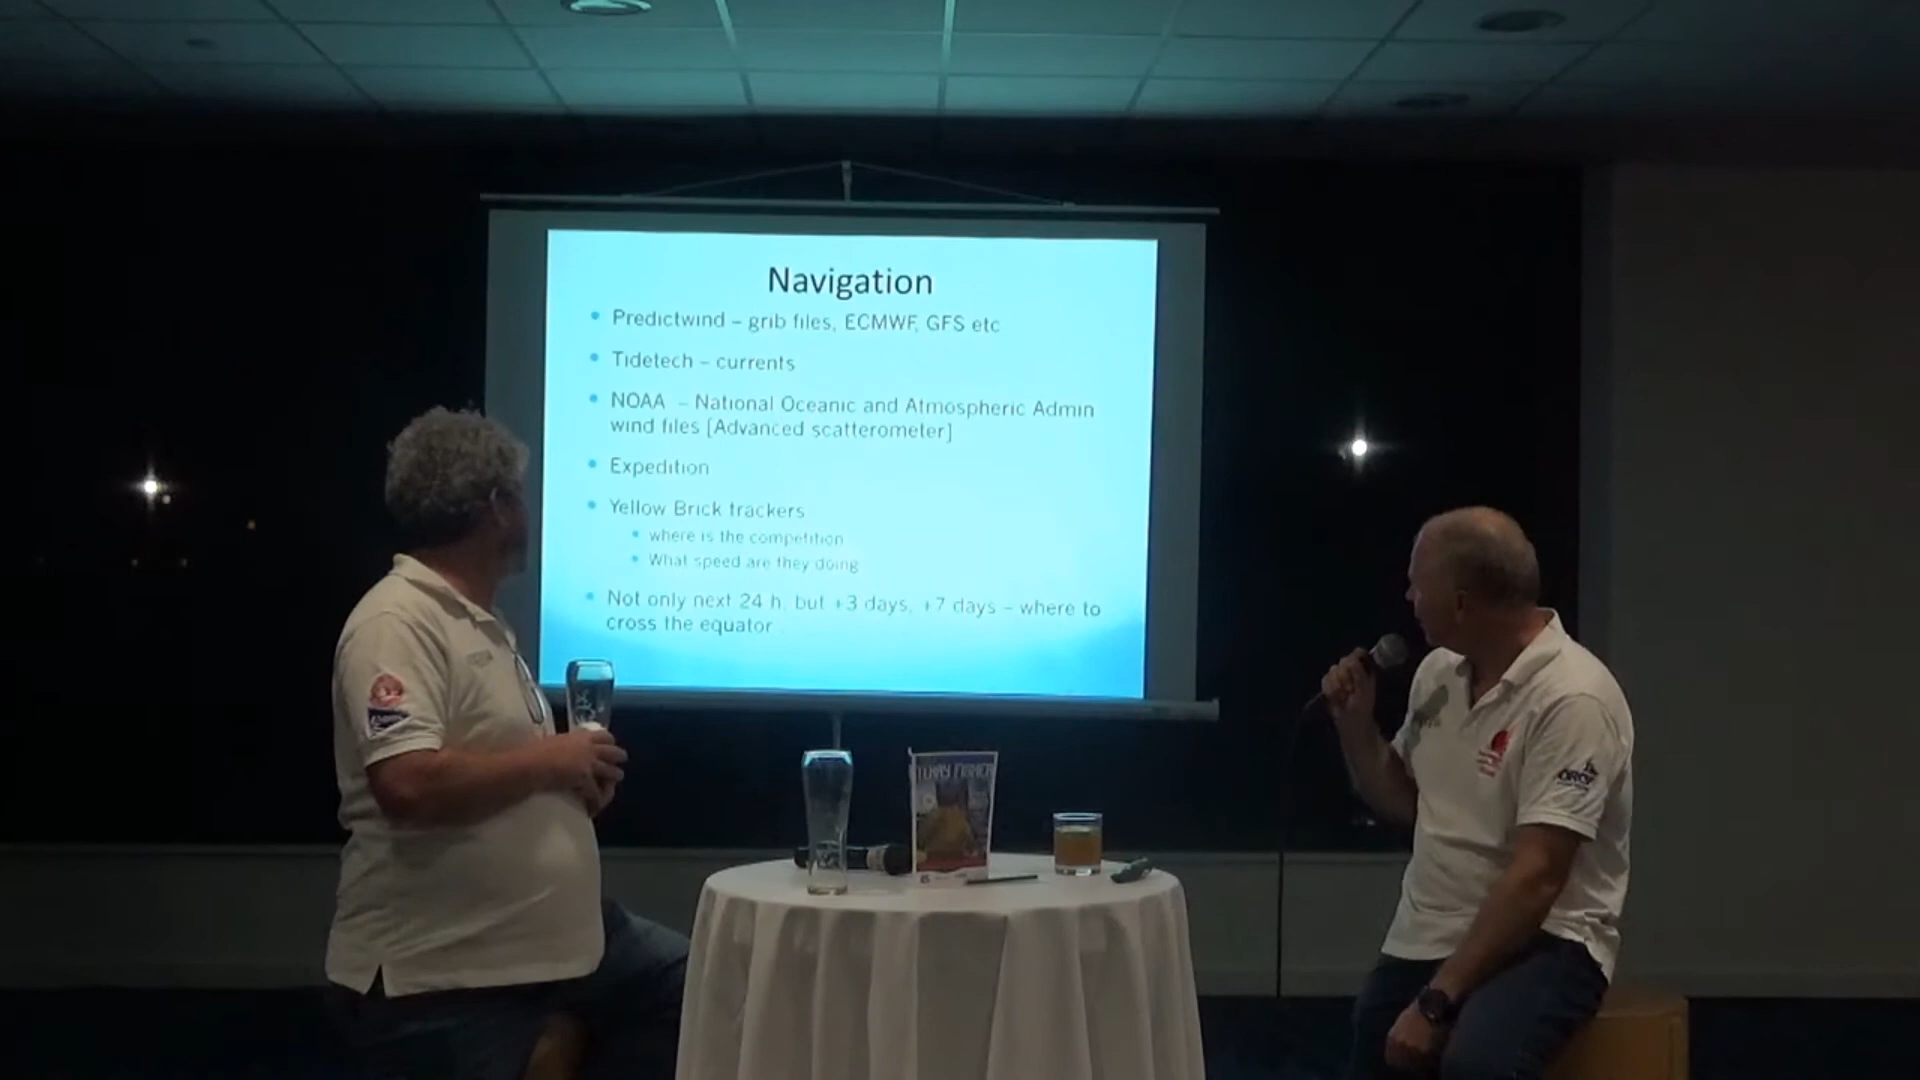 Navigation
Predictwind – grib files, ECMWF, GFS etc
Tidetech – currents
NOAA – National Oceanic and Atmospheric Admin
wind files [Advanced scatterometer]
Expedition
Yellow Brick trackers
where is the competition
What speed are they doing
Not only next 24 h, but +3 days, +7 days – where to
cross the equator
ORCV